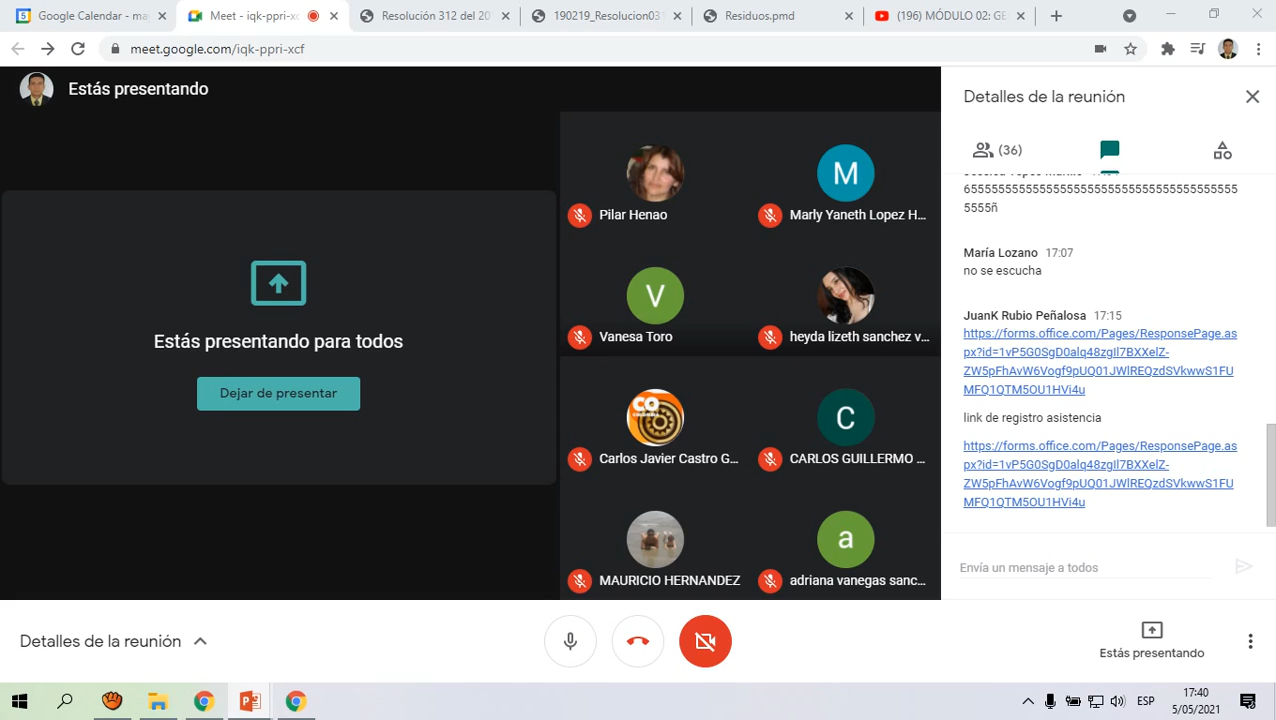 Google Calendar - ma
Meet - iqk-ppri-xc
Resolución 316 del 20
190219_Resolucion03
Residuos.pmd
(196) MÓDULO 02: GE
meet.google.com/iqk-ppri-xcf
Estás presentando
Estás presentando para todos
Dejar de presentar
Pilar Henao
Marly Yaneth Lopez H...
Vanesa Toro
heyda lizeth sanchez v...
CO
Carlos Javier Castro G...
C
CARLOS GUILLERMO ...
MAURICIO HERNANDEZ
adriana vanegas sanc...
M
V
a
Detalles de la reunión
(36)
5555ñ
María Lozano 17:07
no se escucha
JuanK Rubio Peñalosa 17:15
https://forms.office.com/Pages/ResponsePage.as
px?id=1vP5G0SgD0alq48zgIl7BXXelZ-
ZW5pFhAvW6Vogf9pUQ01JWlREQzdSVkwwS1FU
MFQ1QTM5OU1HVi4u
link de registro asistencia
https://forms.office.com/Pages/ResponsePage.as
px?id=1vP5G0SgD0alq48zgIl7BXXelZ-
ZW5pFhAvW6Vogf9pUQ01JWlREQzdSVkwwS1FU
MFQ1QTM5OU1HVi4u
Envía un mensaje a todos
Detalles de la reunión
Estás presentando
ESP
17:40
5/05/2021